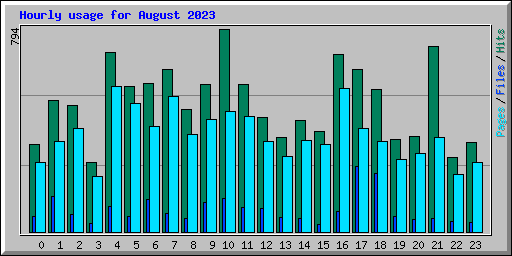 Hourly usage for August 2023
794
Pages/Files/Hits
0 1 2 3 4 5 6 7 8 9 10 11 12 13 14 15 16 17 18 19 20 21 22 23